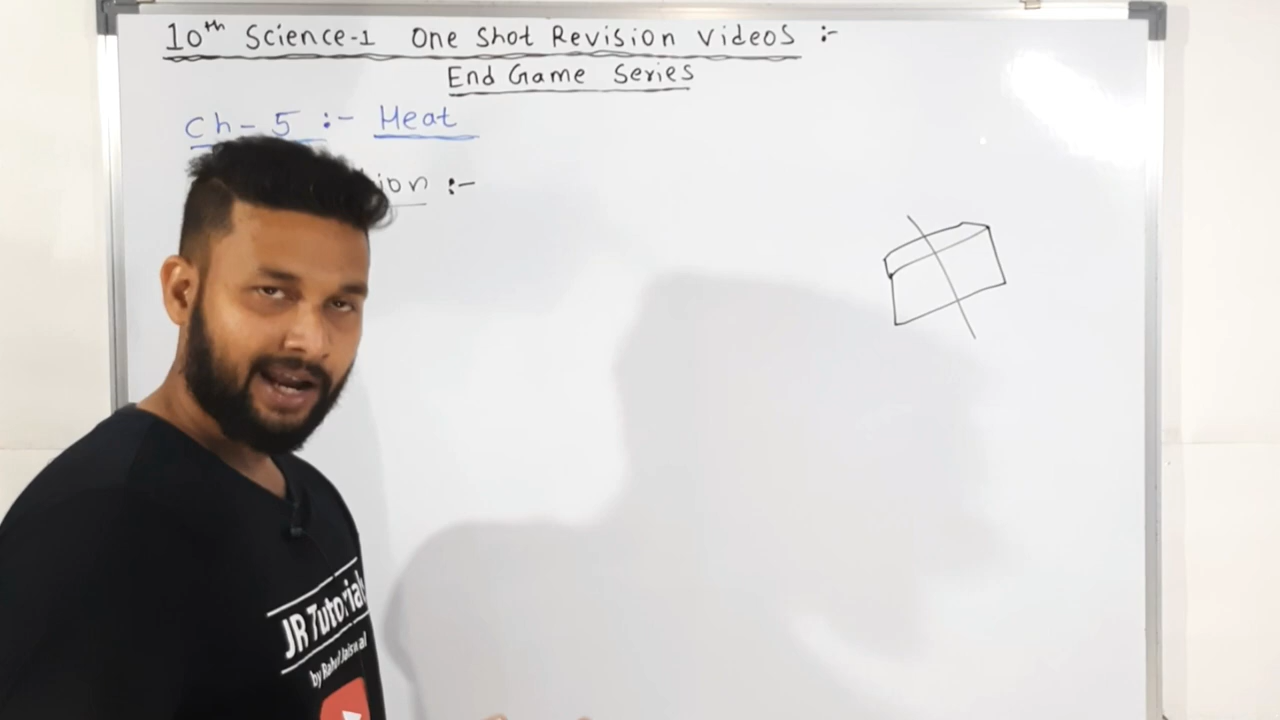 10th Science-1 One Shot Revision Videos :-
End Game Series
Ch-5 :- Heat
:-
JR Tutorials
by Rahul Jaiswal